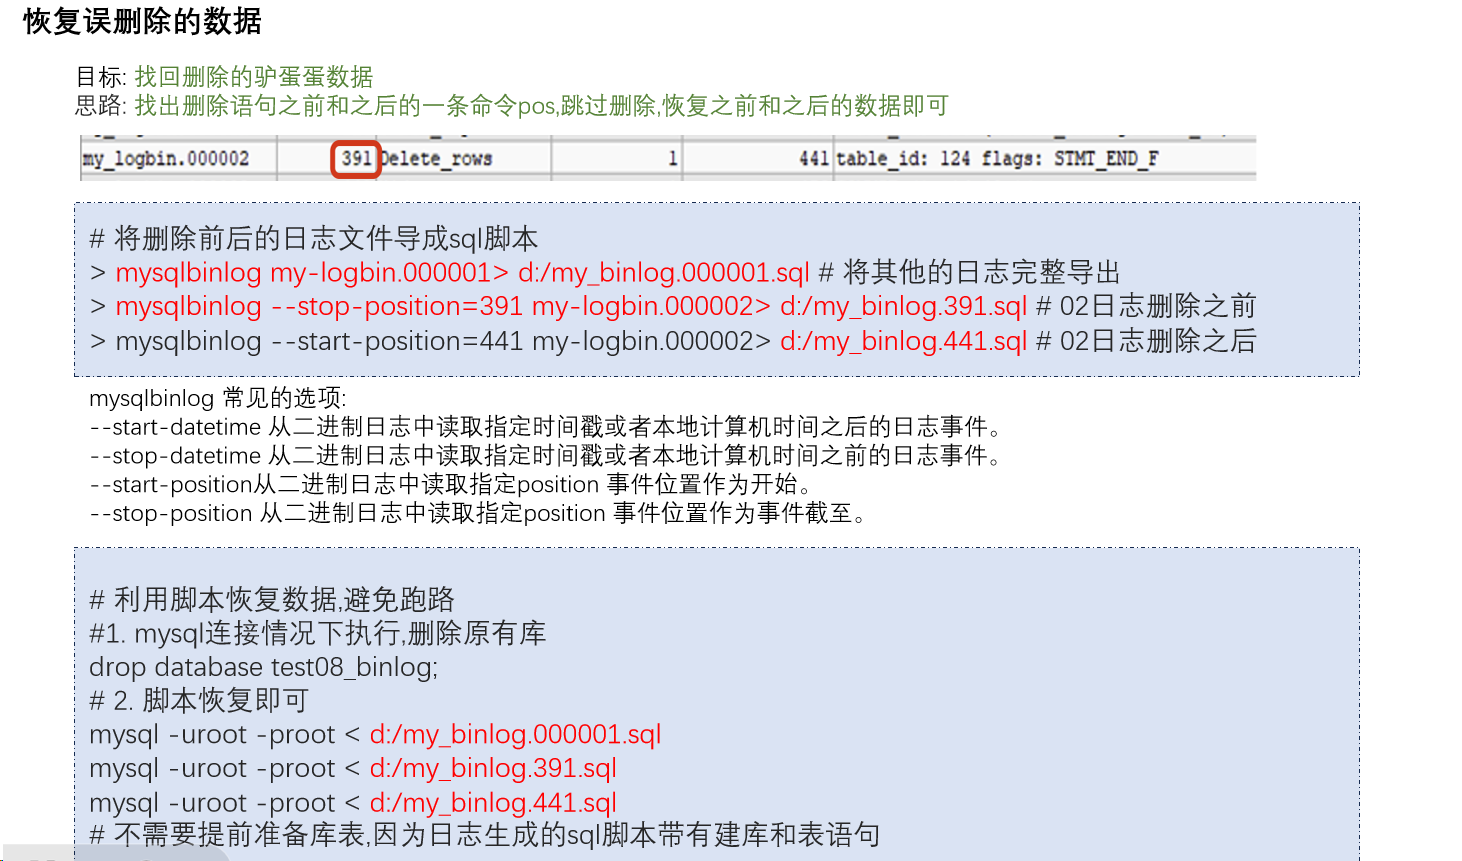 恢复误删除的数据
目标: 找回删除的驴蛋蛋数据
思路: 找出删除语句之前和之后的一条命令pos,跳过删除,恢复之前和之后的数据即可
my_logbin.000002 391 Delete_rows 1 441 table_id: 124 flags: STMT_END_F
# 将删除前后的日志文件导成sql脚本
> mysqlbinlog my-logbin.000001> d:/my_binlog.000001.sql # 将其他的日志完整导出
> mysqlbinlog --stop-position=391 my-logbin.000002> d:/my_binlog.391.sql # 02日志删除之前
> mysqlbinlog --start-position=441 my-logbin.000002> d:/my_binlog.441.sql # 02日志删除之后
mysqlbinlog 常见的选项:
--start-datetime 从二进制日志中读取指定时间戳或者本地计算机时间之后的日志事件。
--stop-datetime 从二进制日志中读取指定时间戳或者本地计算机时间之前的日志事件。
--start-position从二进制日志中读取指定position 事件位置作为开始。
--stop-position 从二进制日志中读取指定position 事件位置作为事件截至。
# 利用脚本恢复数据,避免跑路
#1. mysql连接情况下执行,删除原有库
drop database test08_binlog;
# 2. 脚本恢复即可
mysql -uroot -proot < d:/my_binlog.000001.sql
mysql -uroot -proot < d:/my_binlog.391.sql
mysql -uroot -proot < d:/my_binlog.441.sql
# 不需要提前准备库表,因为日志生成的sql脚本带有建库和表语句